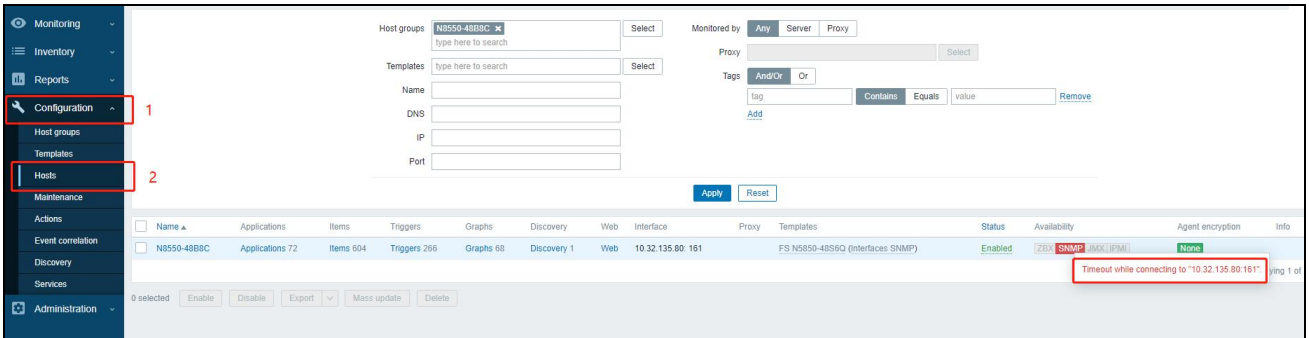 Monitoring
Inventory
Reports
Configuration
1
Host groups
Templates
Hosts
2
Maintenance
Actions
Event correlation
Discovery
Services
Administration
Host groups N8550-48B8C × Select
type here to search
Templates type here to search Select
Name
DNS
IP
Port
Monitored by Any Server Proxy
Proxy Select
Tags And/Or Or
tag Contains Equals value Remove
Add
Apply Reset
Name Applications Items Triggers Graphs Discovery Web Interface Proxy Templates Status Availability Agent encryption Info
N8550-48B8C Applications 72 Items 604 Triggers 266 Graphs 68 Discovery 1 Web 10.32.135.80: 161 FS N5850-48S6Q (Interfaces SNMP) Enabled ZBX SNMP JMX IPMI None
Timeout while connecting to "10.32.135.80:161".
ying 1 of
0 selected Enable Disable Export Mass update Delete